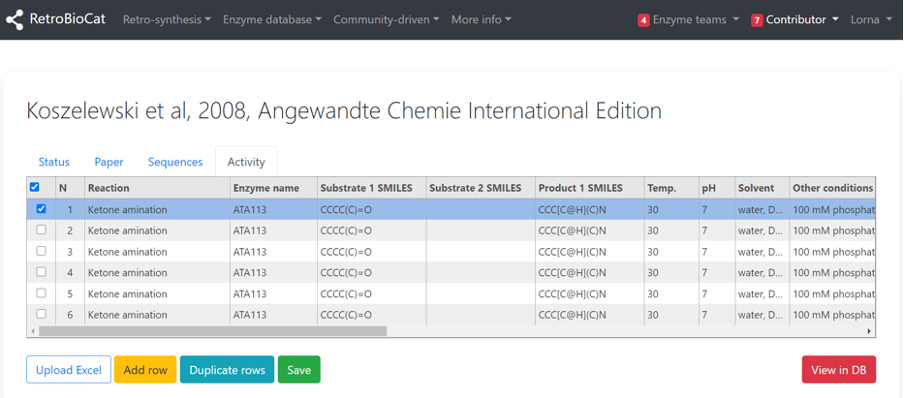 RetroBioCat Retro-synthesis Enzyme database Community-driven More info 4 Enzyme teams 7 Contributor Lorna
Koszelewski et al, 2008, Angewandte Chemie International Edition
Status Paper Sequences Activity
N Reaction Enzyme name Substrate 1 SMILES Substrate 2 SMILES Product 1 SMILES Temp. pH Solvent Other conditions
1 Ketone amination ATA113 CCCC(C)=O CCC[C@H](C)N 30 7 water, D... 100 mM phosphat
2 Ketone amination ATA113 CCCC(C)=O CCC[C@H](C)N 30 7 water, D... 100 mM phosphat
3 Ketone amination ATA113 CCCC(C)=O CCC[C@H](C)N 30 7 water, D... 100 mM phosphat
4 Ketone amination ATA113 CCCC(C)=O CCC[C@H](C)N 30 7 water, D... 100 mM phosphat
5 Ketone amination ATA113 CCCC(C)=O CCC[C@H](C)N 30 7 water, D... 100 mM phosphat
6 Ketone amination ATA113 CCCC(C)=O CCC[C@H](C)N 30 7 water, D... 100 mM phosphat
Upload Excel Add row Duplicate rows Save View in DB